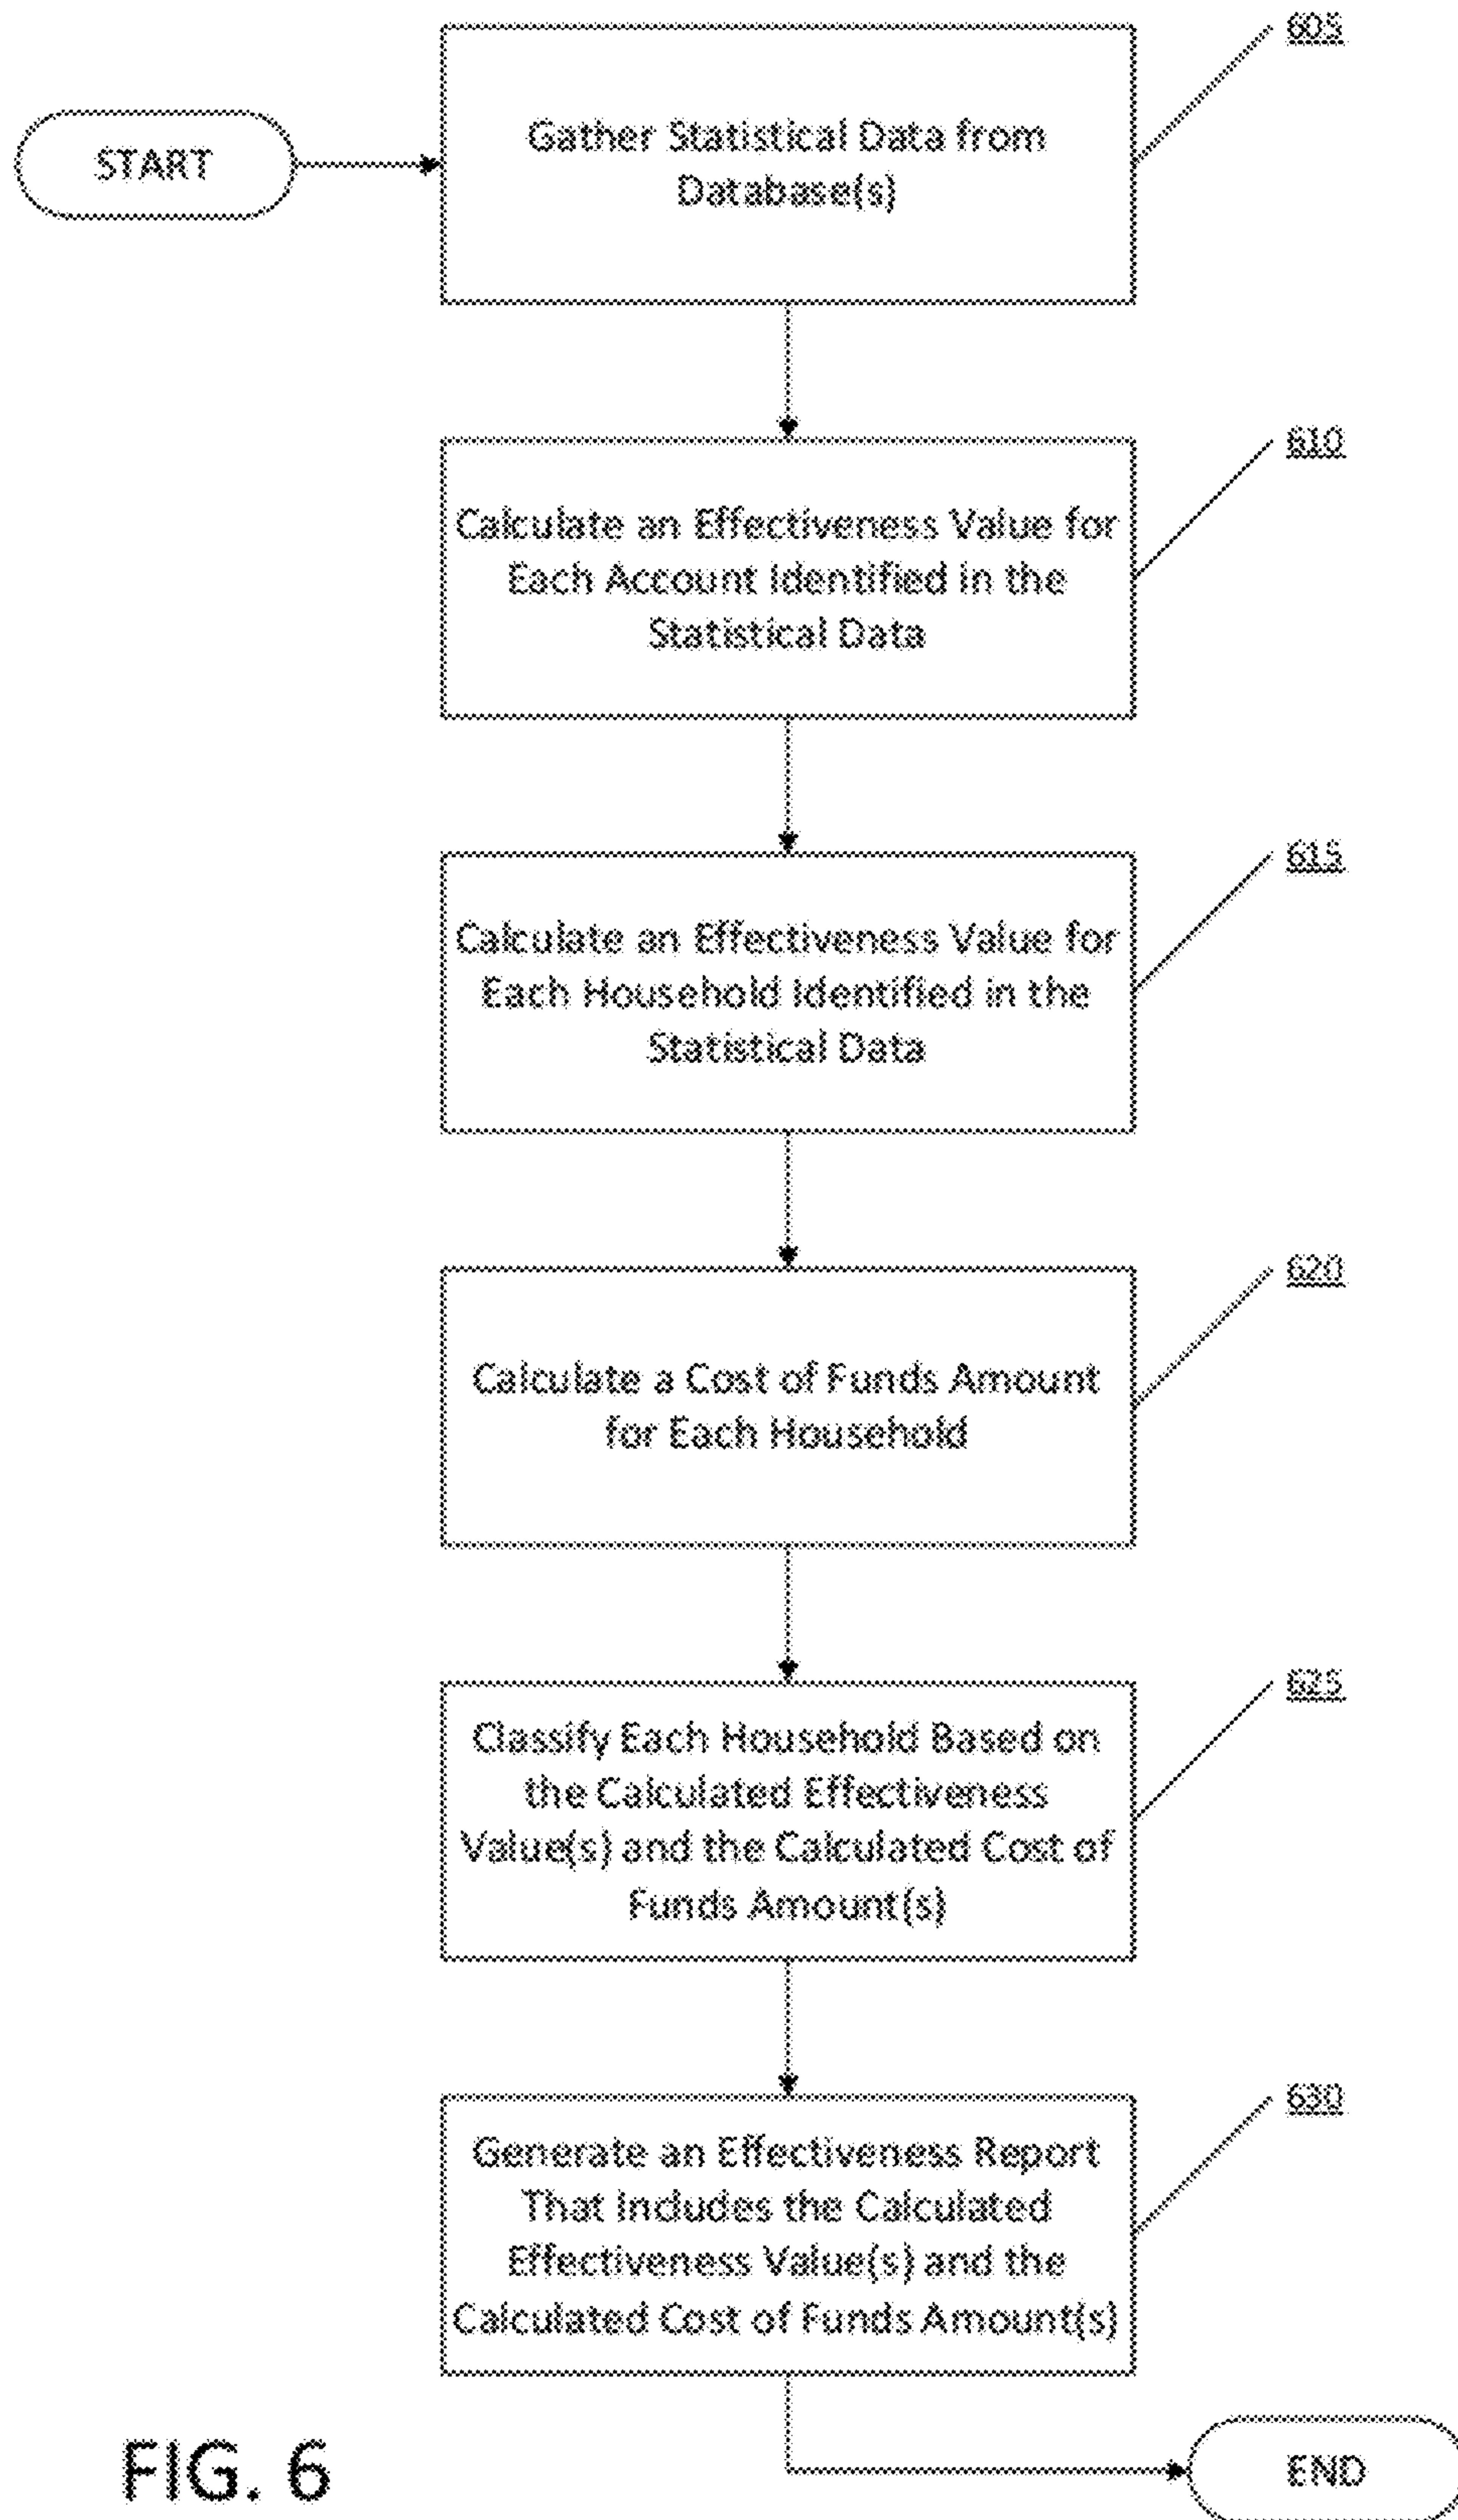 605
START
Gather Statistical Data from
Database(s)
610
Calculate an Effectiveness Value for
Each Account Identified in the
Statistical Data
615
Calculate an Effectiveness Value for
Each Household Identified in the
Statistical Data
620
Calculate a Cost of Funds Amount
for Each Household
625
Classify Each Household Based on
the Calculated Effectiveness
Value(s) and the Calculated Cost of
Funds Amount(s)
630
Generate an Effectiveness Report
That Includes the Calculated
Effectiveness Value(s) and the
Calculated Cost of Funds Amount(s)
FIG. 6
END